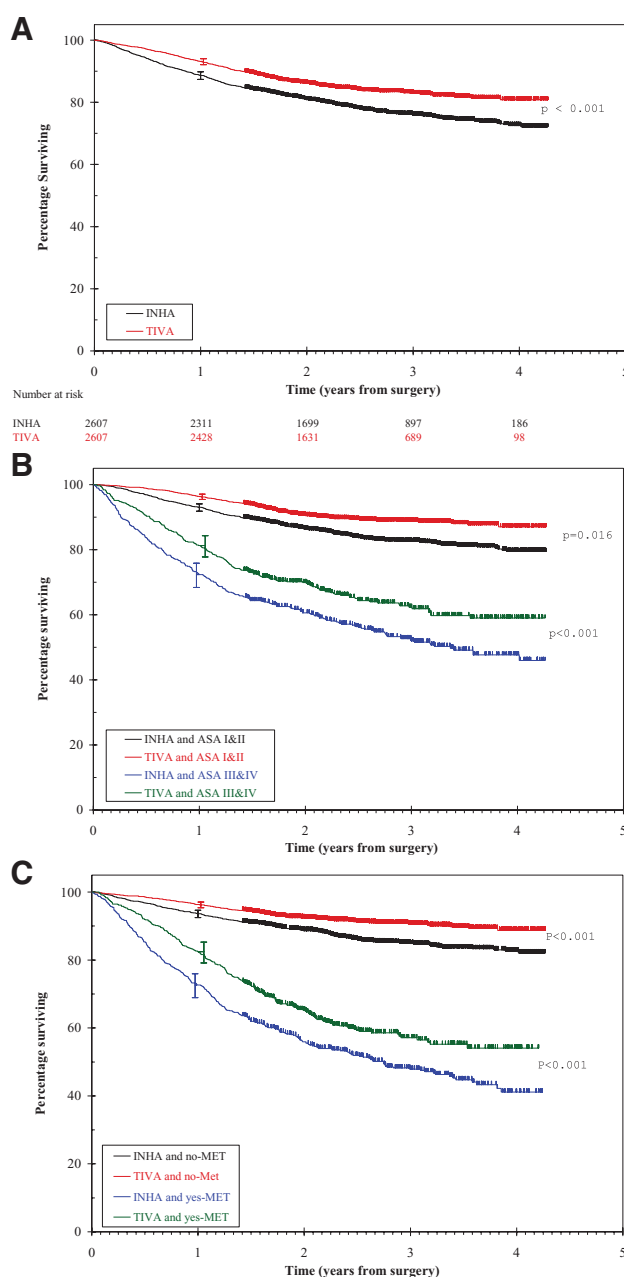 A
100
80
60
40
20
0
Percentage Surviving
p < 0.001
INHA
TIVA
0 1 2 3 4 5
Time (years from surgery)
Number at risk
INHA 2607 2311 1699 897 186
TIVA 2607 2428 1631 689 98
B
100
80
60
40
20
0
Percentage surviving
p=0.016
p<0.001
INHA and ASA I&II
TIVA and ASA I&II
INHA and ASA III&IV
TIVA and ASA III&IV
0 1 2 3 4 5
Time (years from surgery)
C
100
80
60
40
20
0
Percentage surviving
P<0.001
P<0.001
INHA and no-MET
TIVA and no-Met
INHA and yes-MET
TIVA and yes-MET
0 1 2 3 4 5
Time (years from surgery)